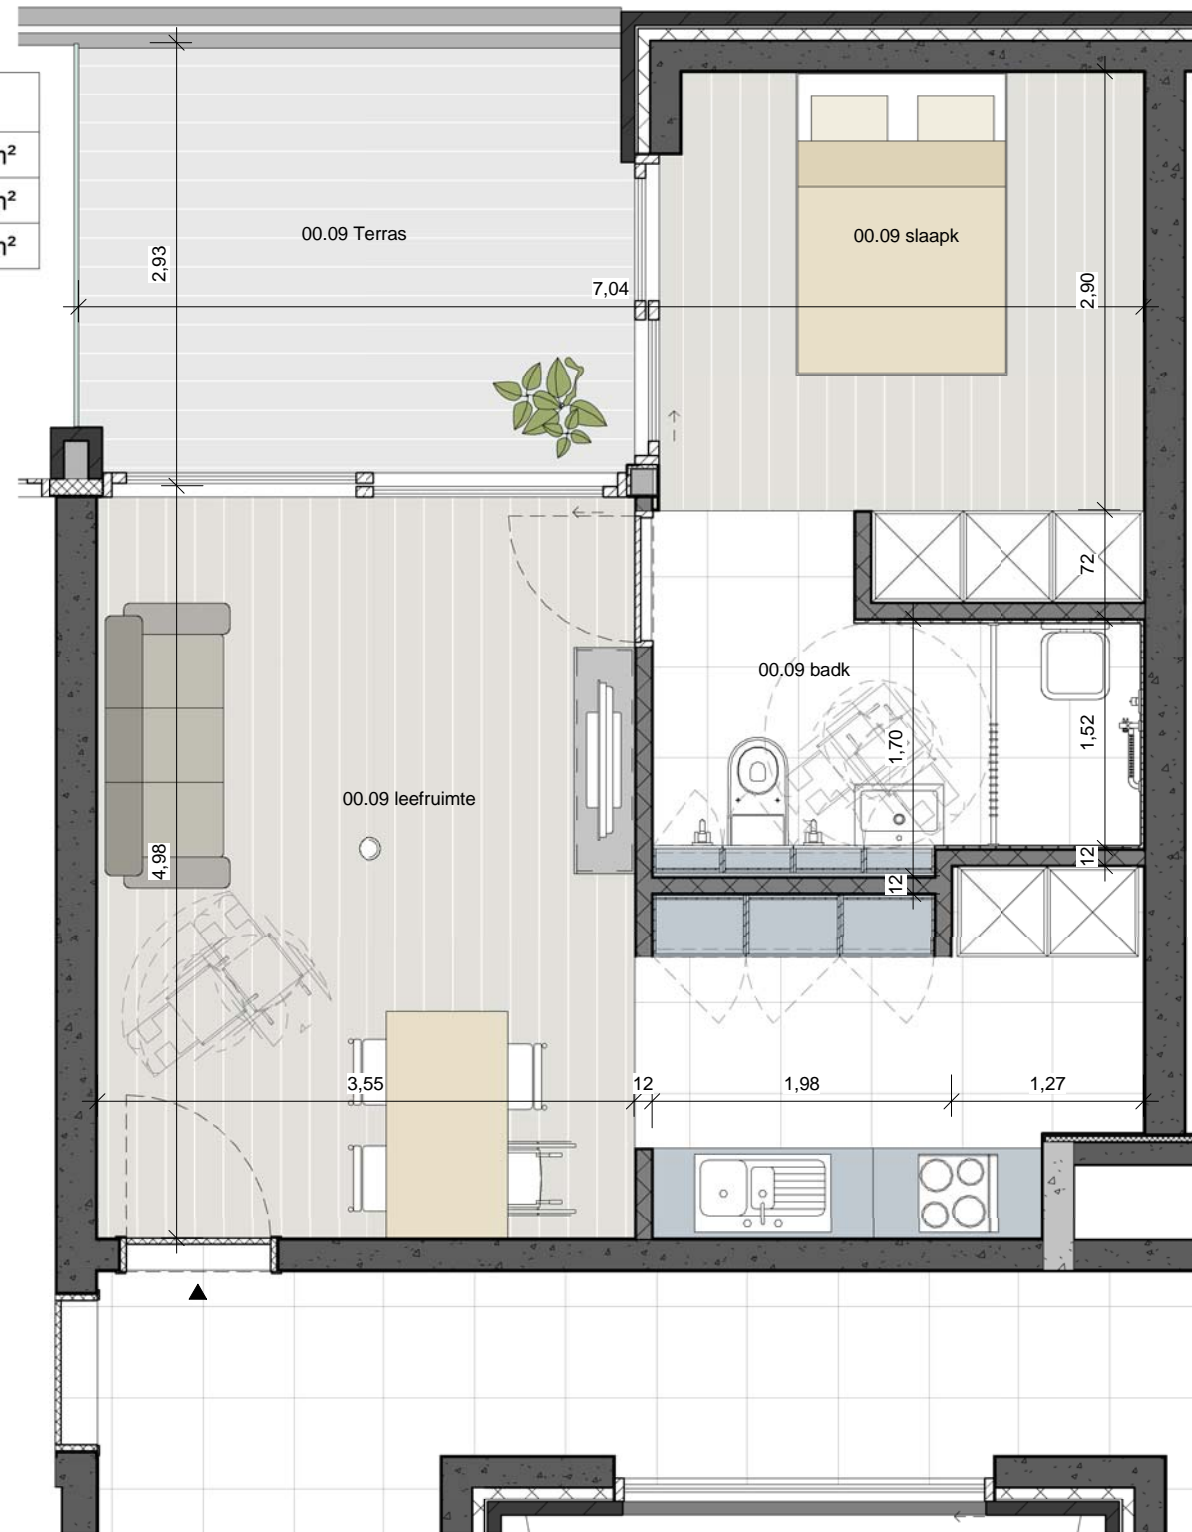 m²
m²
m²
00.09 Terras
00.09 slaapk
2,93
7,04
2,90
72
00.09 badk
1,70
1,52
00.09 leefruimte
4,98
12
12
3,55
12
1,98
1,27